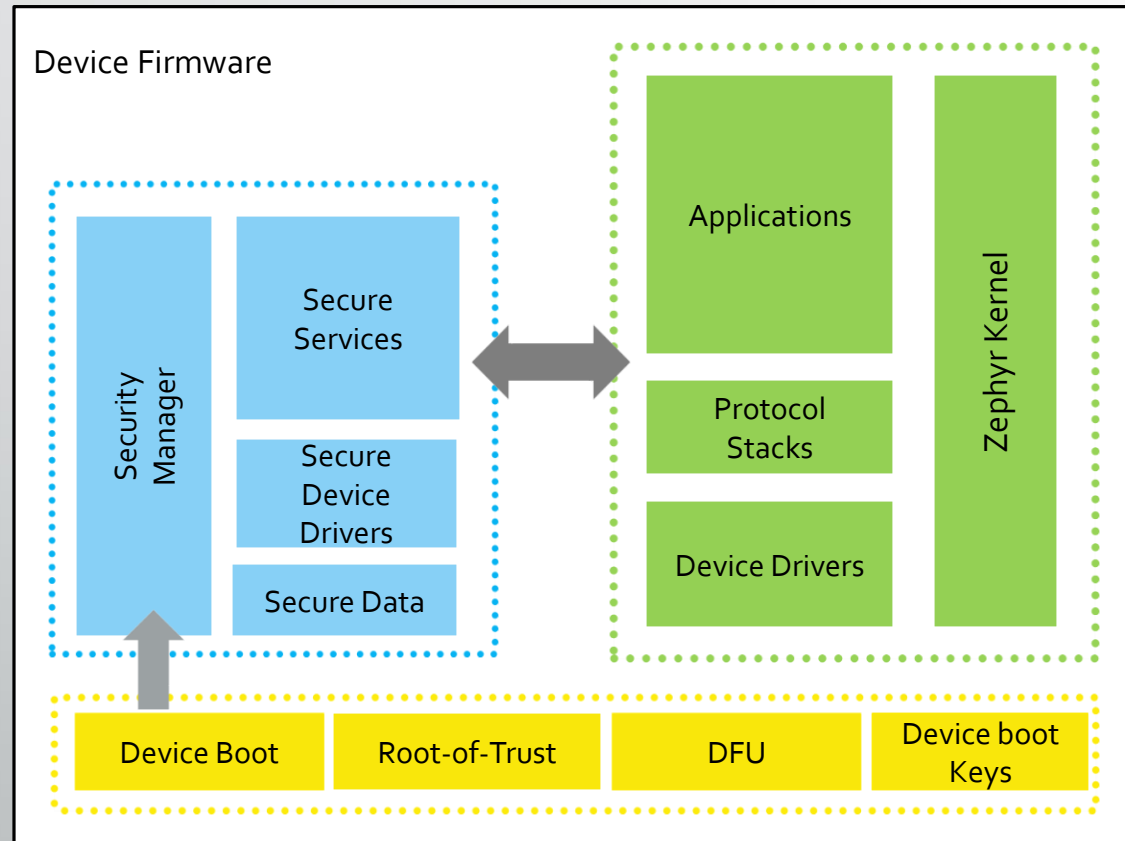 Device Firmware
Security
Manager
Secure
Services
Secure
Device
Drivers
Secure Data
Applications
Protocol
Stacks
Device Drivers
Zephyr Kernel
Device Boot
Root-of-Trust
DFU
Device boot
Keys